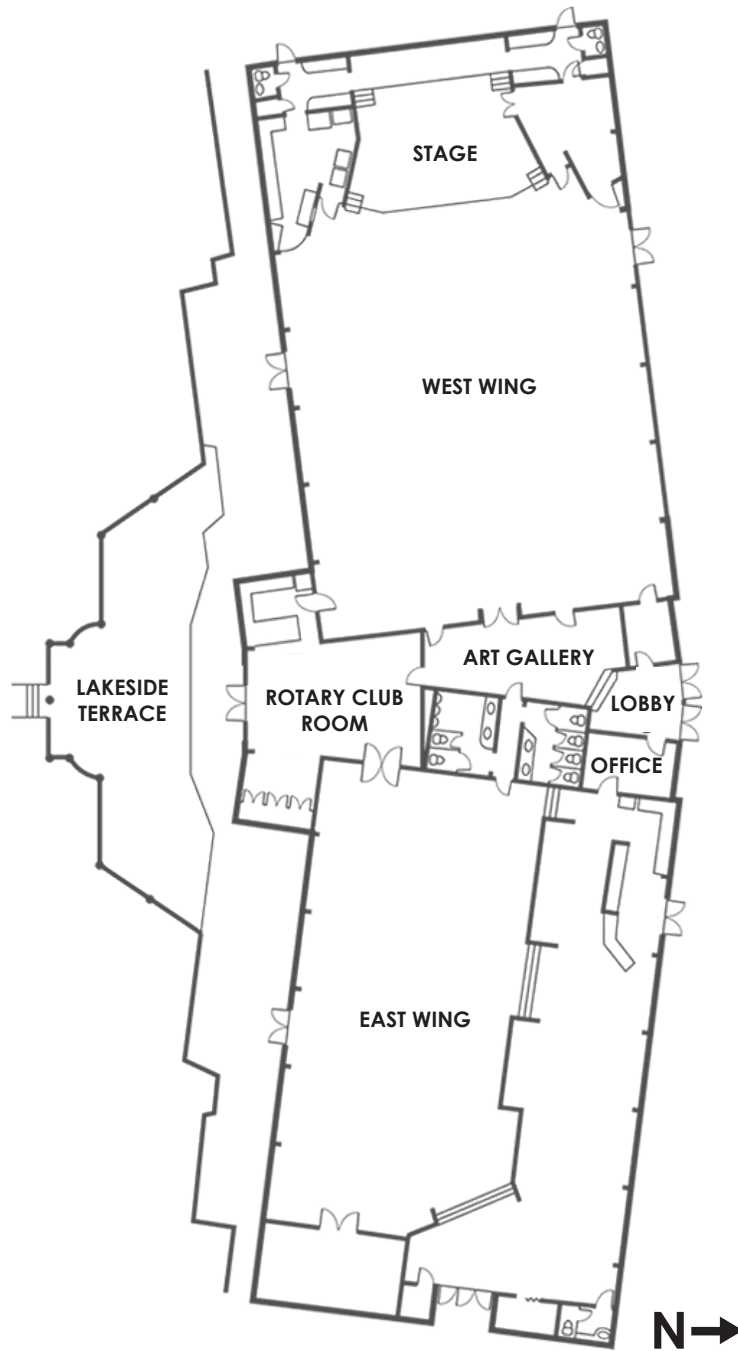 STAGE
WEST WING
ART GALLERY
LAKESIDE
TERRACE
ROTARY CLUB
ROOM
LOBBY
OFFICE
EAST WING
N